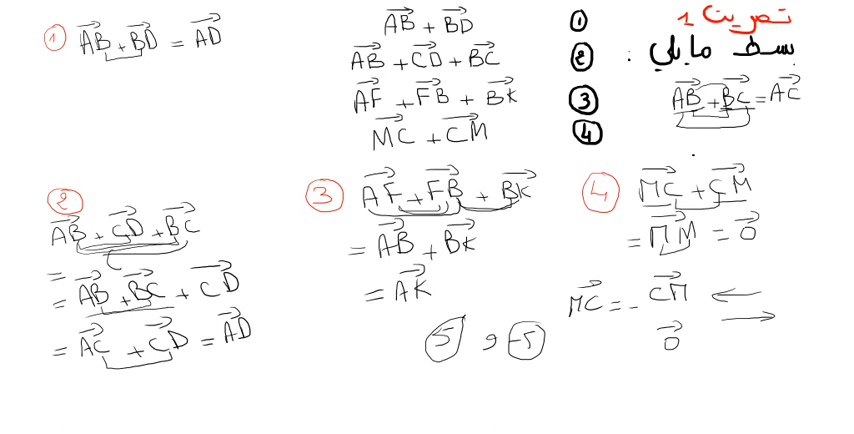 تمرين 1
بسط مايلي :
① AB→ + BD→
② AB→ + CD→ + BC→
③ AF→ + FB→ + BK→
④ MC→ + CM→
AB→ + BC→ = AC→
① AB→ + BD→ = AD→
②
AB→ + CD→ + BC→
=
= AB→ + BC→ + CD→
= AC→ + CD→ = AD→
③ AF→ + FB→ + BK→
= AB→ + BK→
= AK→
5 , -5
④ MC→ + CM→
= MM→ = 0→
MC→ = - CM→
0→